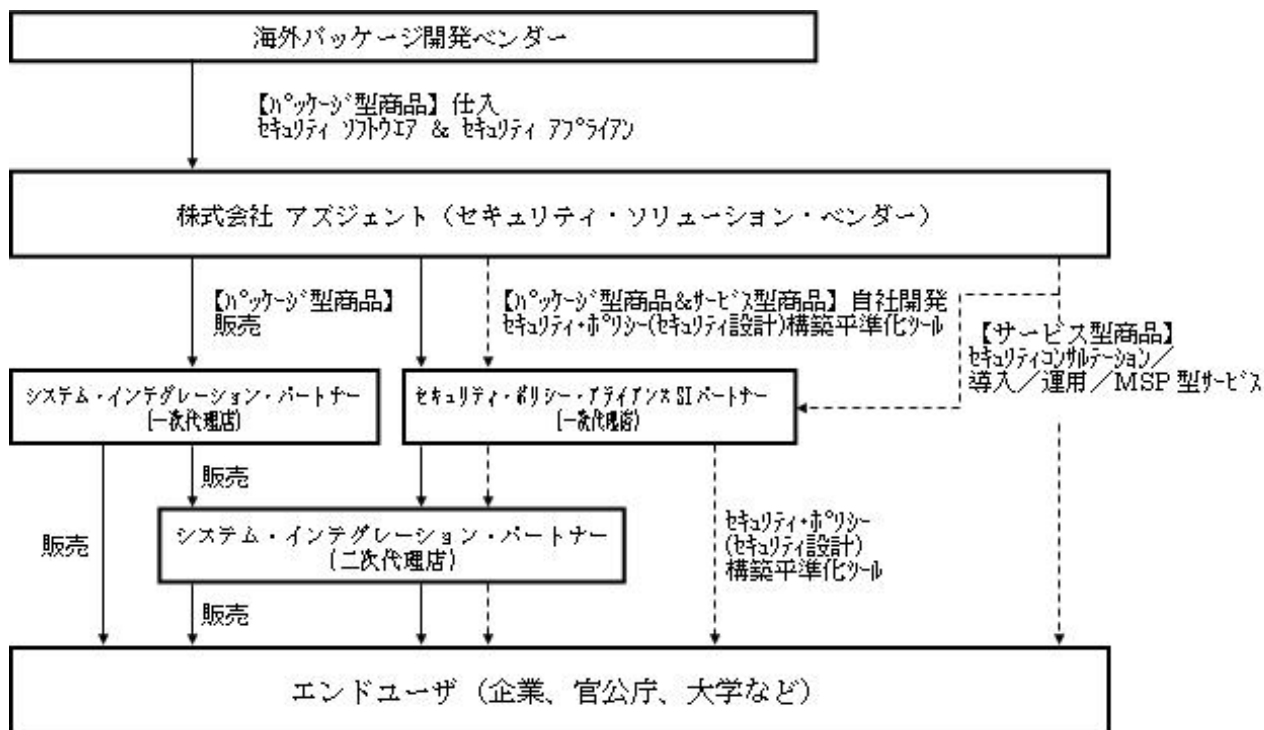 海外パッケージ開発ベンダー
【ﾊﾟｯｹｰｼﾞ型商品】仕入
ｾｷｭﾘﾃｨ ｿﾌﾄｳｴｱ & ｾｷｭﾘﾃｨ ｱﾌﾟﾗｲｱﾝ
株式会社 アズジェント（セキュリティ・ソリューション・ベンダー）
【ﾊﾟｯｹｰｼﾞ型商品】
販売
【ﾊﾟｯｹｰｼﾞ型商品&ｻｰﾋﾞｽ型商品】自社開発
ｾｷｭﾘﾃｨ・ﾎﾟﾘｼｰ(ｾｷｭﾘﾃｨ設計)構築平準化ﾂｰﾙ
【サービス型商品】
ｾｷｭﾘﾃｨｺﾝｻﾙﾃｰｼｮﾝ／
導入／運用／MSP型ｻｰﾋﾞｽ
システム・インテグレーション・パートナー
(一次代理店)
セキュリティ・ポリシー・アライアンスSIパートナー
(一次代理店)
販売
販売
システム・インテグレーション・パートナー
(二次代理店)
ｾｷｭﾘﾃｨ・ﾎﾟﾘｼｰ
(ｾｷｭﾘﾃｨ設計)
構築平準化ﾂｰﾙ
販売
エンドユーザ（企業、官公庁、大学など）